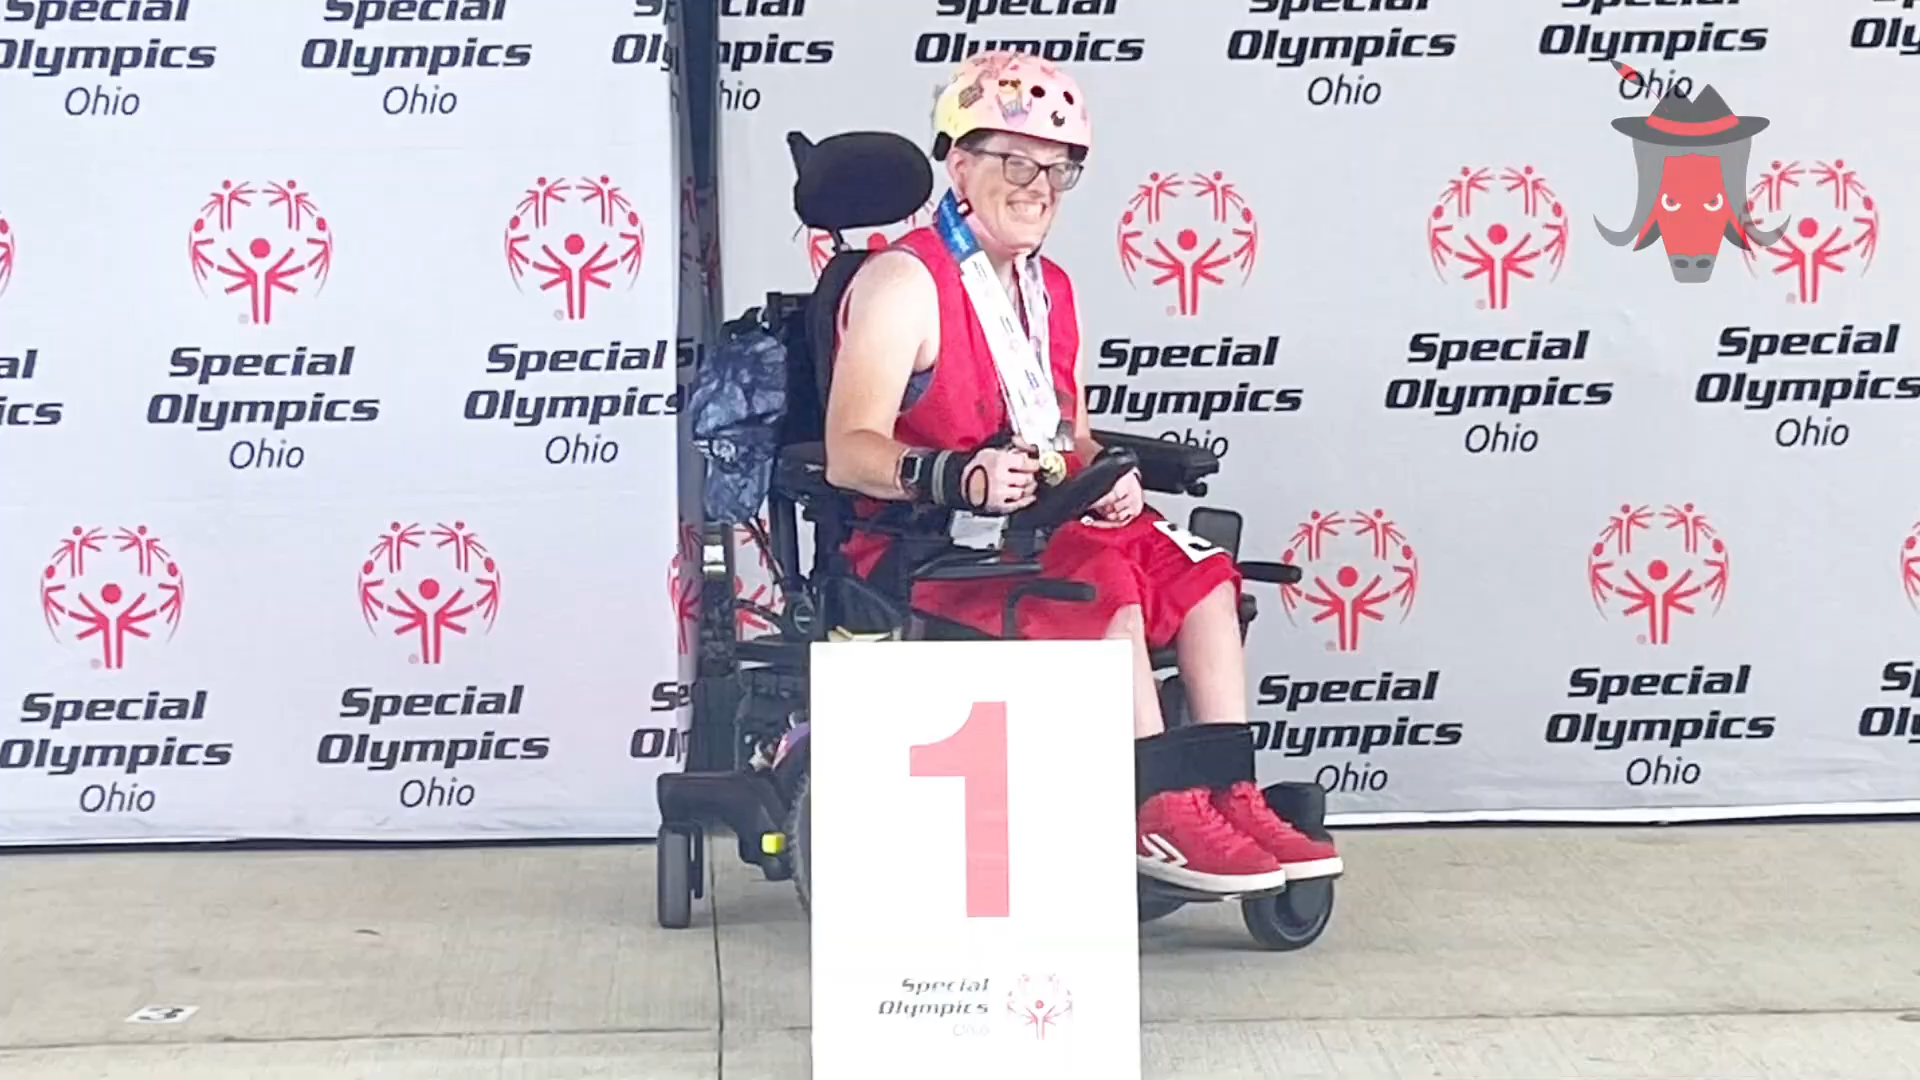 Special Special Special Special Special Special
Olympics Olympics Olympics Olympics Olympics Olympics
Ohio Ohio Ohio Ohio Ohio
Special Special Special Special Special
Olympics Olympics Olympics Olympics Olympics
Ohio Ohio Ohio Ohio Ohio
Special Special Special Special
Olympics Olympics Olympics Olympics
Ohio Ohio Ohio Ohio
1
Special
Olympics
Ohio
3